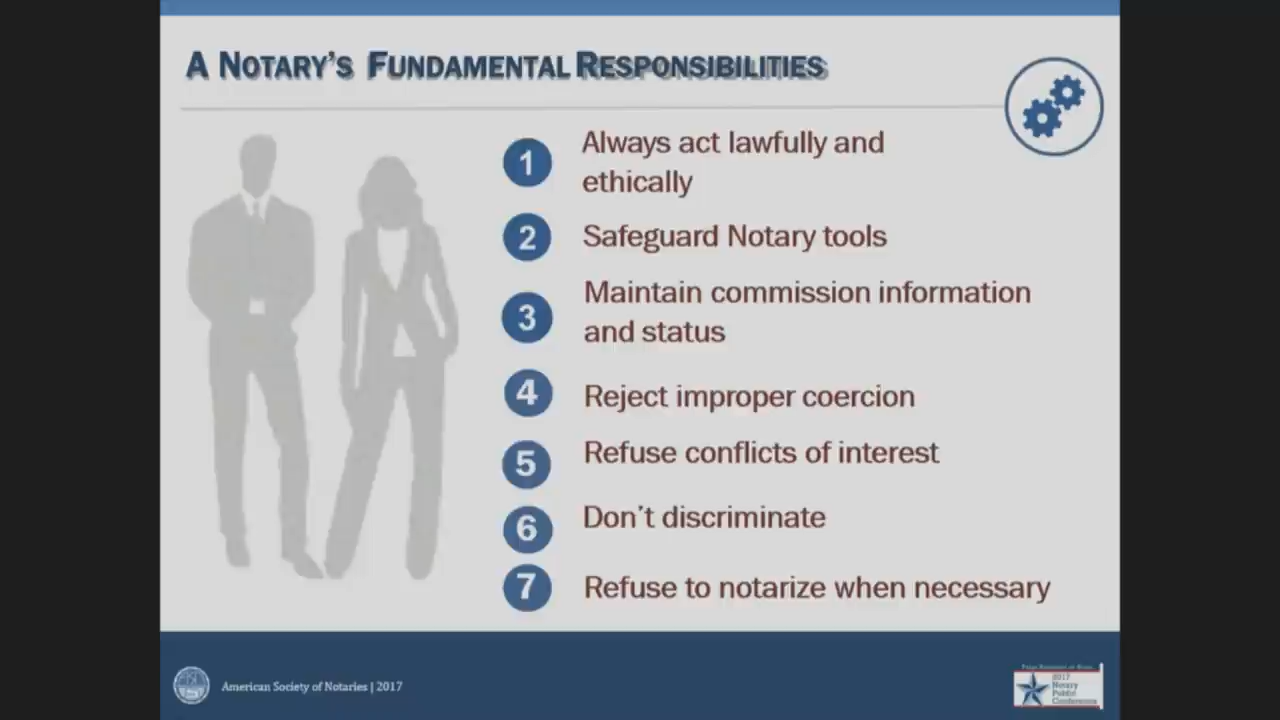 A NOTARY'S FUNDAMENTAL RESPONSIBILITIES
1 Always act lawfully and
ethically
2 Safeguard Notary tools
3 Maintain commission information
and status
4 Reject improper coercion
5 Refuse conflicts of interest
6 Don't discriminate
7 Refuse to notarize when necessary
American Society of Notaries | 2017
2017
Notary
Public
Conference